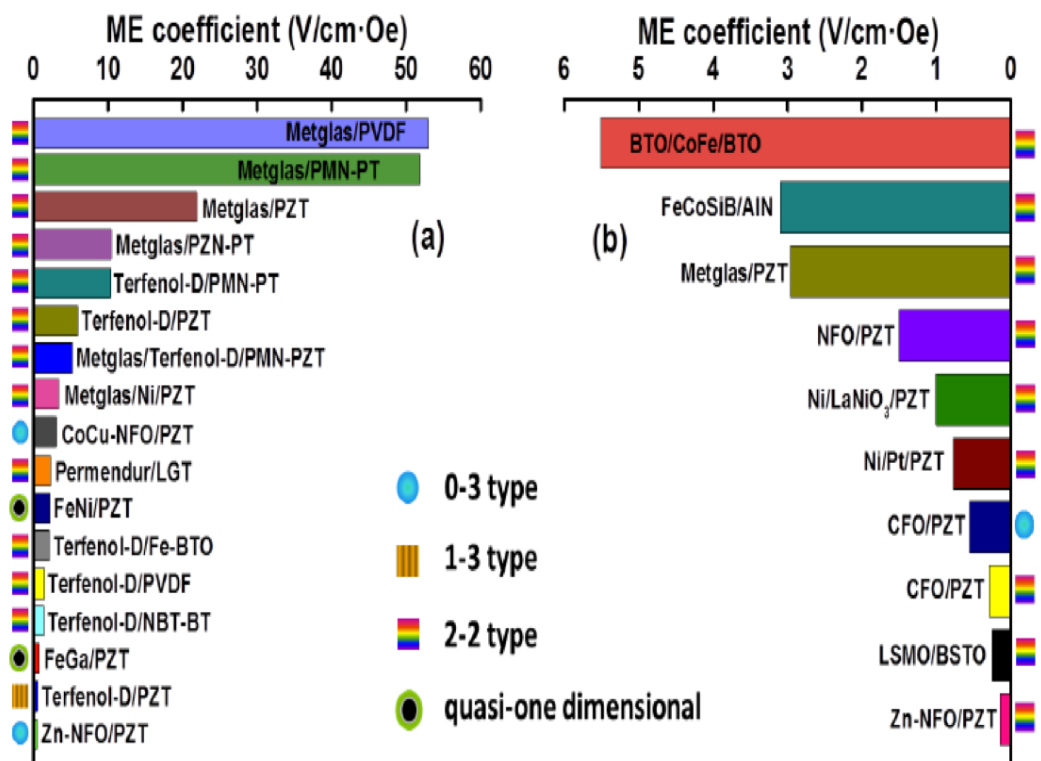 ME coefficient (V/cm·Oe)
0 10 20 30 40 50 60
Metglas/PVDF
Metglas/PMN-PT
Metglas/PZT
(a)
Metglas/PZN-PT
Terfenol-D/PMN-PT
Terfenol-D/PZT
Metglas/Terfenol-D/PMN-PZT
Metglas/Ni/PZT
CoCu-NFO/PZT
Permendur/LGT
FeNi/PZT
Terfenol-D/Fe-BTO
Terfenol-D/PVDF
Terfenol-D/NBT-BT
FeGa/PZT
Terfenol-D/PZT
Zn-NFO/PZT
0-3 type
1-3 type
2-2 type
quasi-one dimensional
ME coefficient (V/cm·Oe)
6 5 4 3 2 1 0
BTO/CoFe/BTO
FeCoSiB/AlN
(b)
Metglas/PZT
NFO/PZT
Ni/LaNiO₃/PZT
Ni/Pt/PZT
CFO/PZT
CFO/PZT
LSMO/BSTO
Zn-NFO/PZT